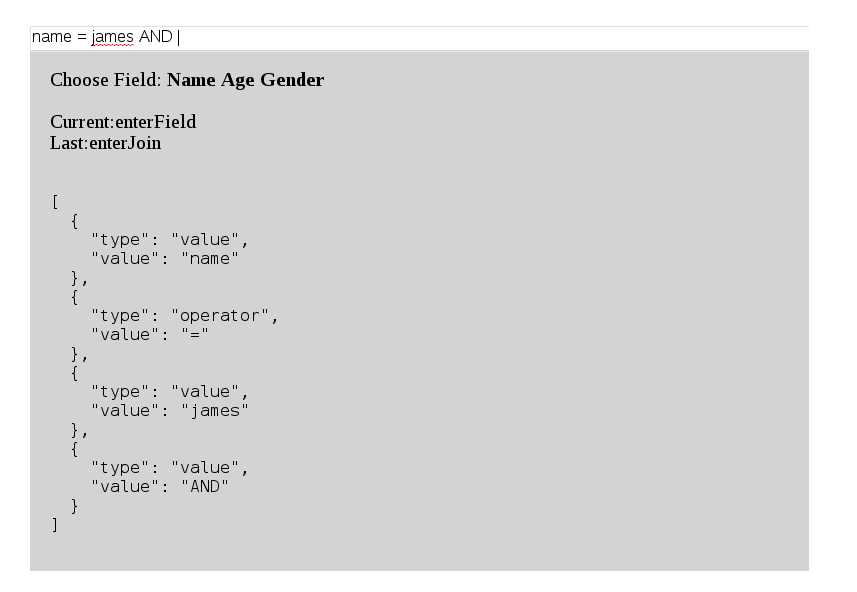 name = james AND
Choose Field: Name Age Gender
Current:enterField
Last:enterJoin
[
  {
    "type": "value",
    "value": "name"
  },
  {
    "type": "operator",
    "value": "="
  },
  {
    "type": "value",
    "value": "james"
  },
  {
    "type": "value",
    "value": "AND"
  }
]